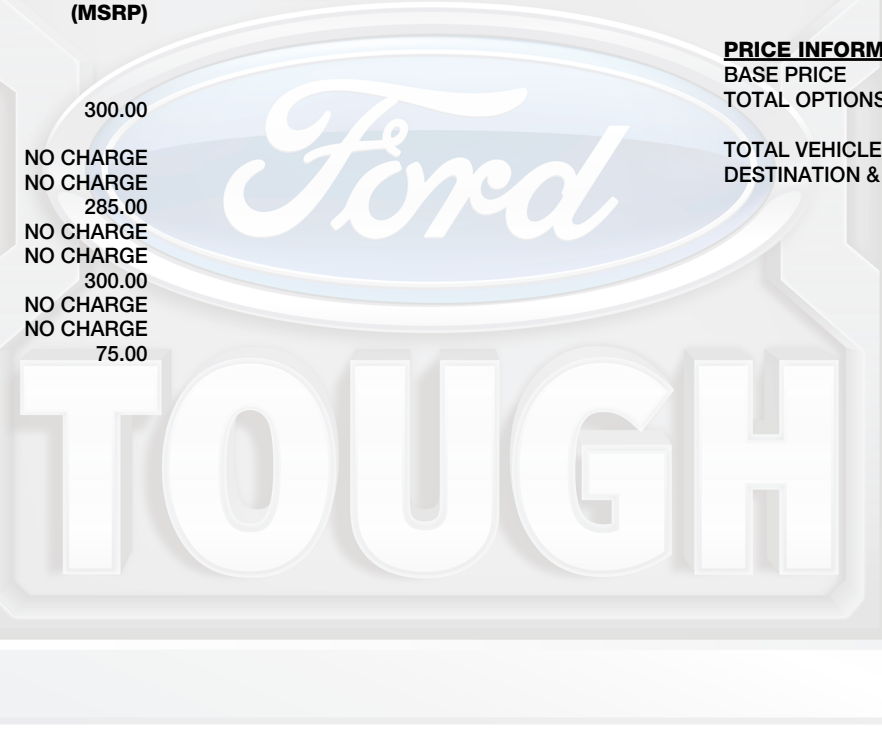 (MSRP)
300.00
NO CHARGE
NO CHARGE
285.00
NO CHARGE
NO CHARGE
300.00
NO CHARGE
NO CHARGE
75.00
PRICE INFORM
BASE PRICE
TOTAL OPTIONS
TOTAL VEHICLE
DESTINATION &
Ford
TOUGH